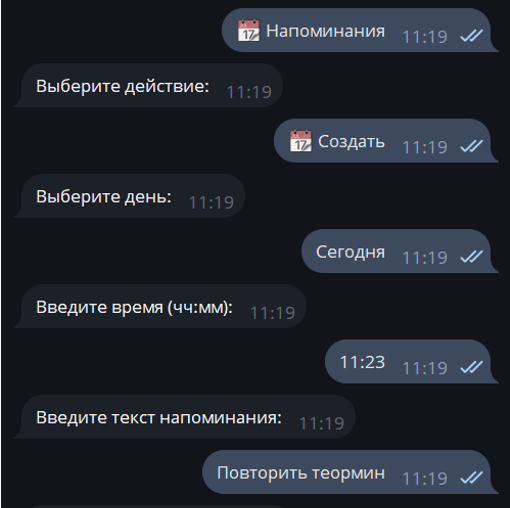 📅 Напоминания 11:19
Выберите действие: 11:19
📅 Создать 11:19
Выберите день: 11:19
Сегодня 11:19
Введите время (чч:мм): 11:19
11:23 11:19
Введите текст напоминания: 11:19
Повторить теормин 11:19